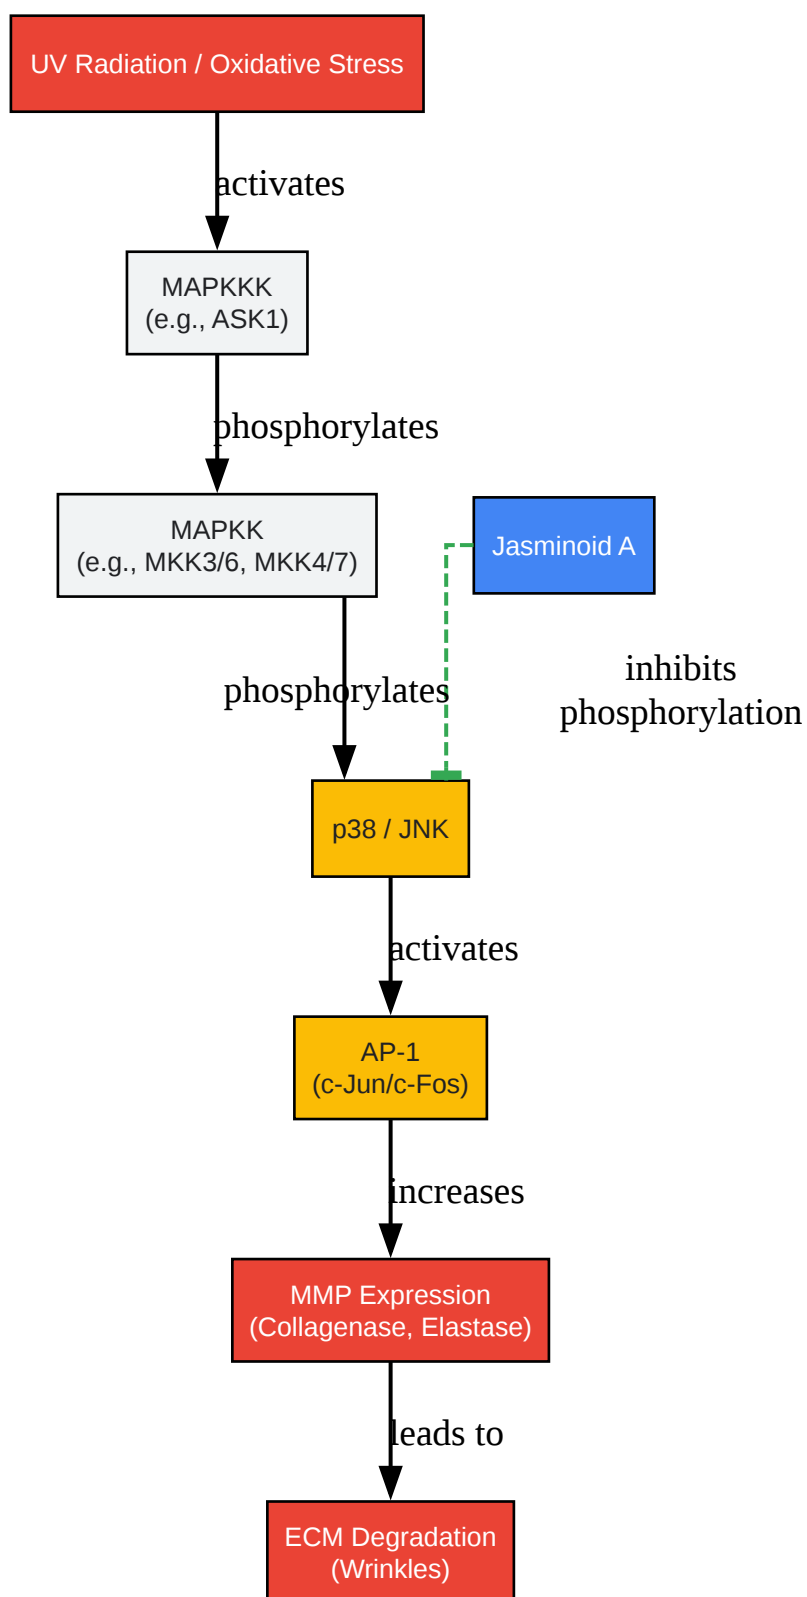 UV Radiation / Oxidative Stress
activates
MAPKKK
(e.g., ASK1)
phosphorylates
MAPKK
(e.g., MKK3/6, MKK4/7)
Jasminoid A
phosphorylates
inhibits
phosphorylation
p38 / JNK
activates
AP-1
(c-Jun/c-Fos)
increases
MMP Expression
(Collagenase, Elastase)
leads to
ECM Degradation
(Wrinkles)